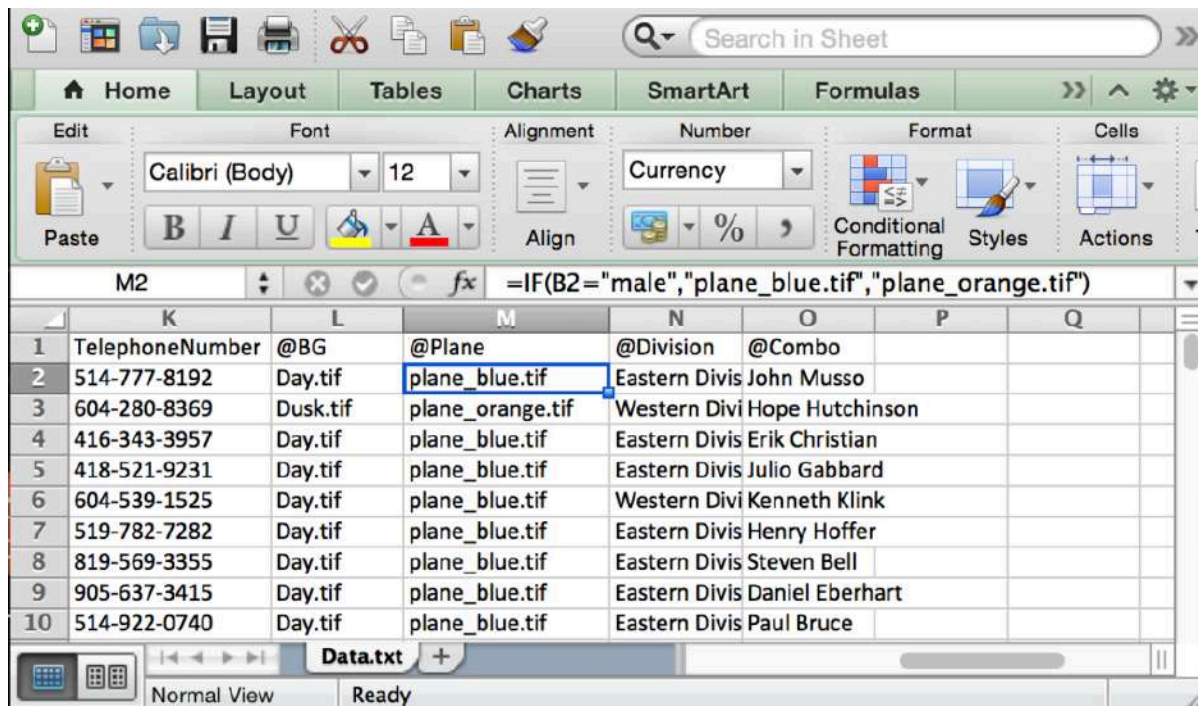 Search in Sheet
Home Layout Tables Charts SmartArt Formulas
Edit Font Alignment Number Format Cells
Calibri (Body) 12 Currency
Paste B I U A Align % Conditional Formatting Styles Actions
M2 fx =IF(B2="male","plane_blue.tif","plane_orange.tif")
K L M N O P Q
1 TelephoneNumber @BG @Plane @Division @Combo
2 514-777-8192 Day.tif plane_blue.tif Eastern Divis John Musso
3 604-280-8369 Dusk.tif plane_orange.tif Western Divi Hope Hutchinson
4 416-343-3957 Day.tif plane_blue.tif Eastern Divis Erik Christian
5 418-521-9231 Day.tif plane_blue.tif Eastern Divis Julio Gabbard
6 604-539-1525 Day.tif plane_blue.tif Western Divi Kenneth Klink
7 519-782-7282 Day.tif plane_blue.tif Eastern Divis Henry Hoffer
8 819-569-3355 Day.tif plane_blue.tif Eastern Divis Steven Bell
9 905-637-3415 Day.tif plane_blue.tif Eastern Divis Daniel Eberhart
10 514-922-0740 Day.tif plane_blue.tif Eastern Divis Paul Bruce
Data.txt
Normal View Ready